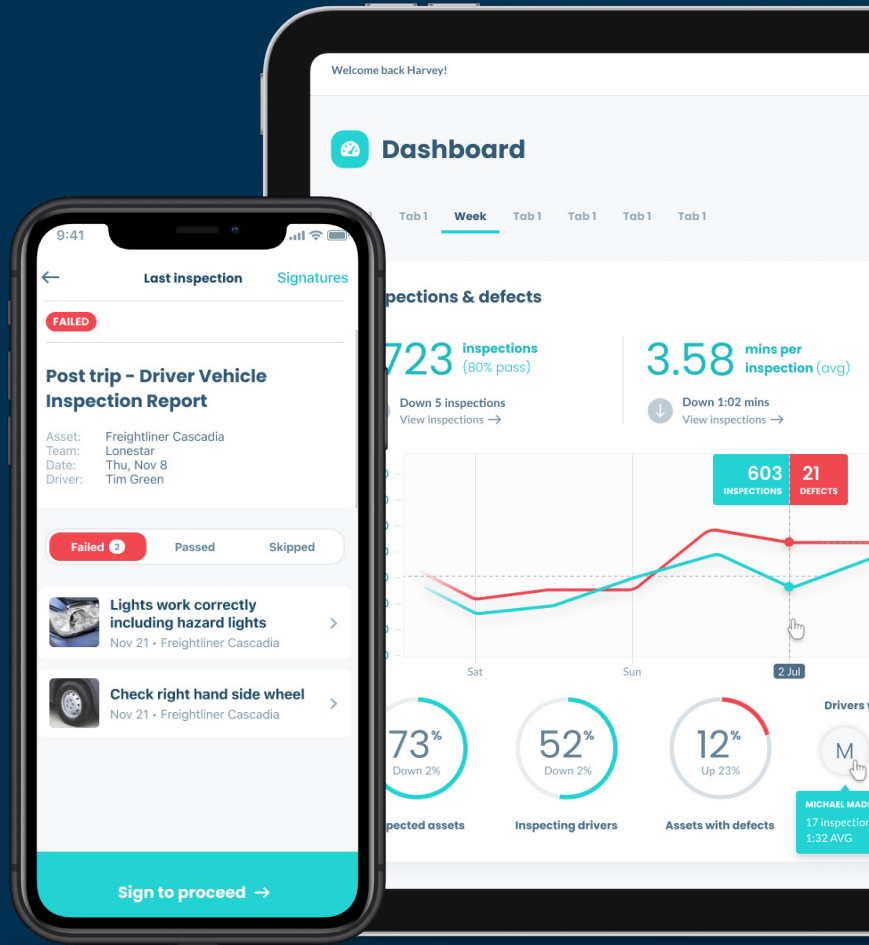 Welcome back Harvey!
Dashboard
Tab 1
Week
Tab 1
Tab 1
Tab 1
Tab 1
& defects
723 inspections
(80% pass)
Down 5 inspections
View inspections →
3.58 mins per
inspection (avg)
Down 1:02 mins
View inspections →
603 INSPECTIONS
21 DEFECTS
Sat
Sun
2 Jul
73%
Down 2%
assets
52%
Down 2%
Inspecting drivers
12%
Up 23%
Assets with defects
Drivers
M
MICHAEL
17
1:32 AVG
9:41
← Last inspection Signatures
FAILED
Post trip - Driver Vehicle
Inspection Report
Asset: Freightliner Cascadia
Team: Lonestar
Date: Thu, Nov 8
Driver: Tim Green
Failed 2 Passed Skipped
Lights work correctly
including hazard lights
Nov 21 • Freightliner Cascadia
Check right hand side wheel
Nov 21 • Freightliner Cascadia
Sign to proceed →